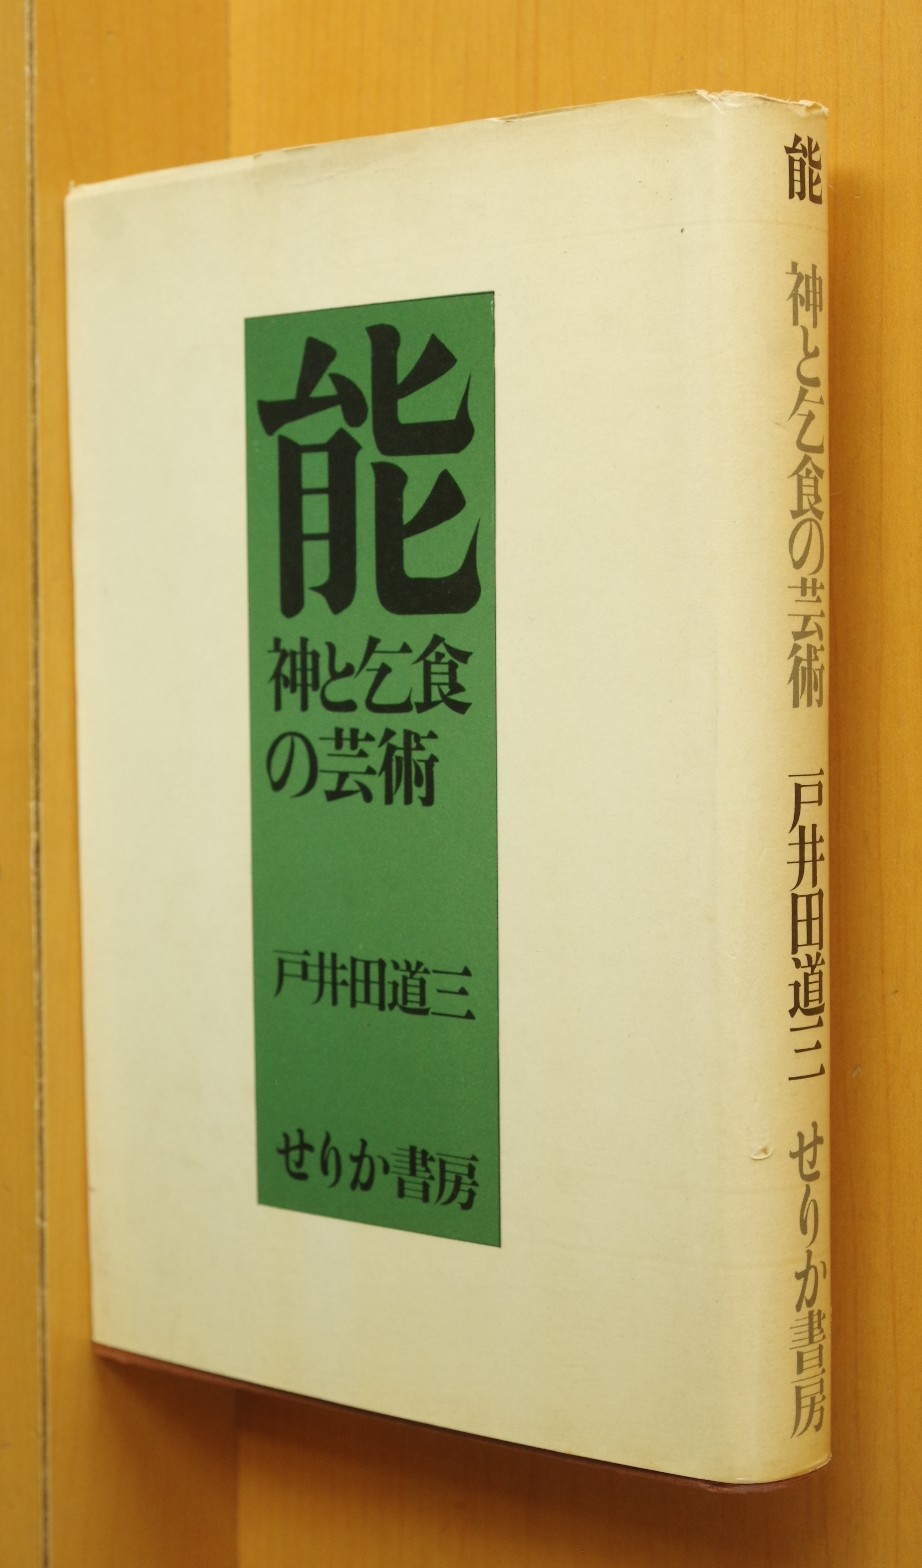 能
神と乞食
の芸術
戸井田道三
せりか書房
能 神と乞食の芸術 戸井田道三 せりか書房